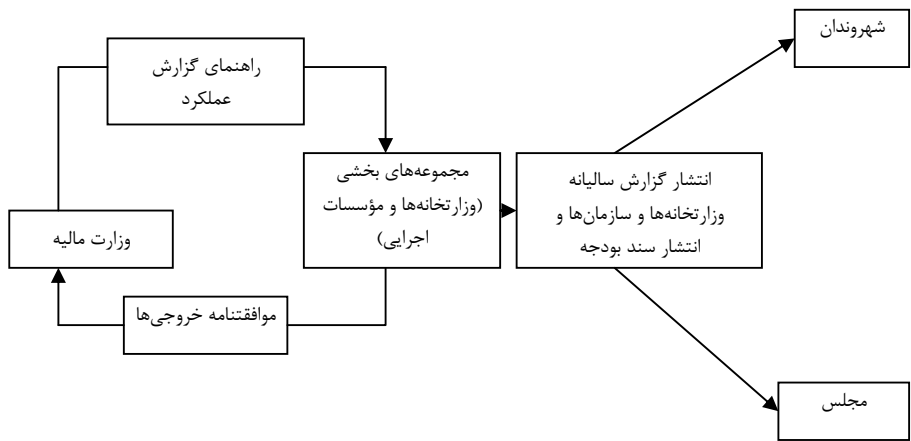 شهروندان
راهنمای گزارش
عملکرد
مجموعه‌های بخشی
(وزارتخانه‌ها و مؤسسات
اجرایی)
انتشار گزارش سالیانه
وزارتخانه‌ها و سازمان‌ها و
انتشار سند بودجه
وزارت مالیه
موافقتنامه خروجی‌ها
مجلس